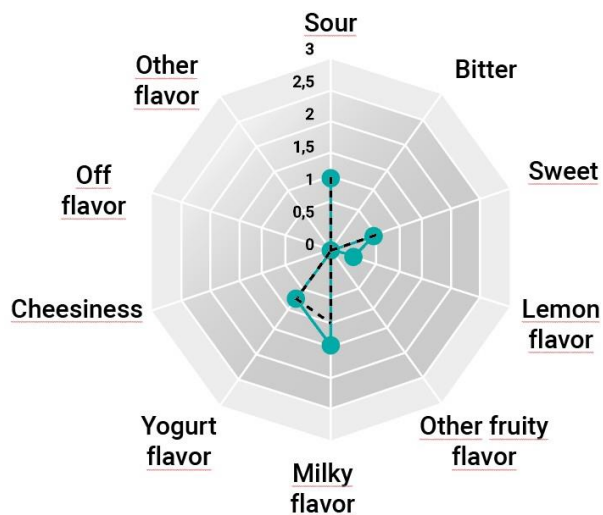 Sour
3
2,5
2
1,5
1
0,5
0
Bitter
Sweet
Lemon
flavor
Other fruity
flavor
Milky
flavor
Yogurt
flavor
Cheesiness
Off
flavor
Other
flavor